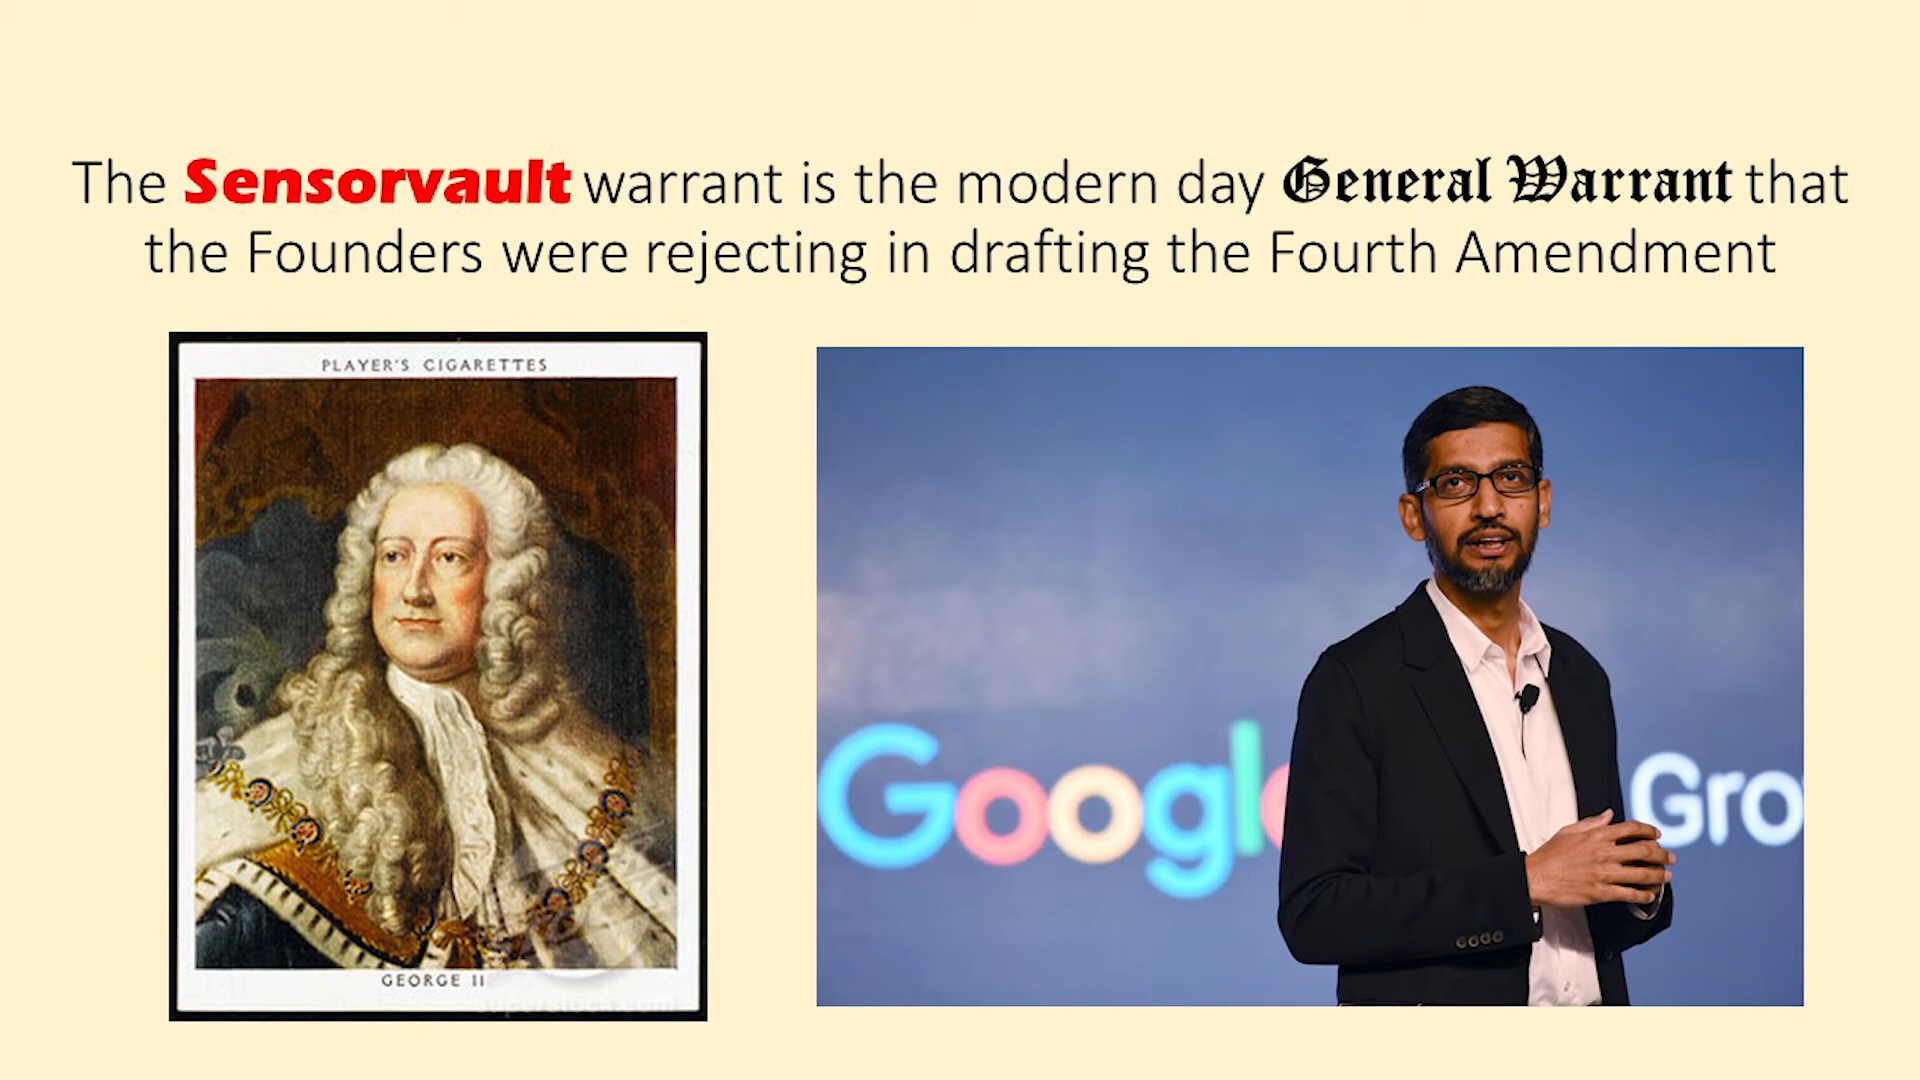 The Sensorvault warrant is the modern day General Warrant that
the Founders were rejecting in drafting the Fourth Amendment
PLAYER'S CIGARETTES
GEORGE II
Google
Gro